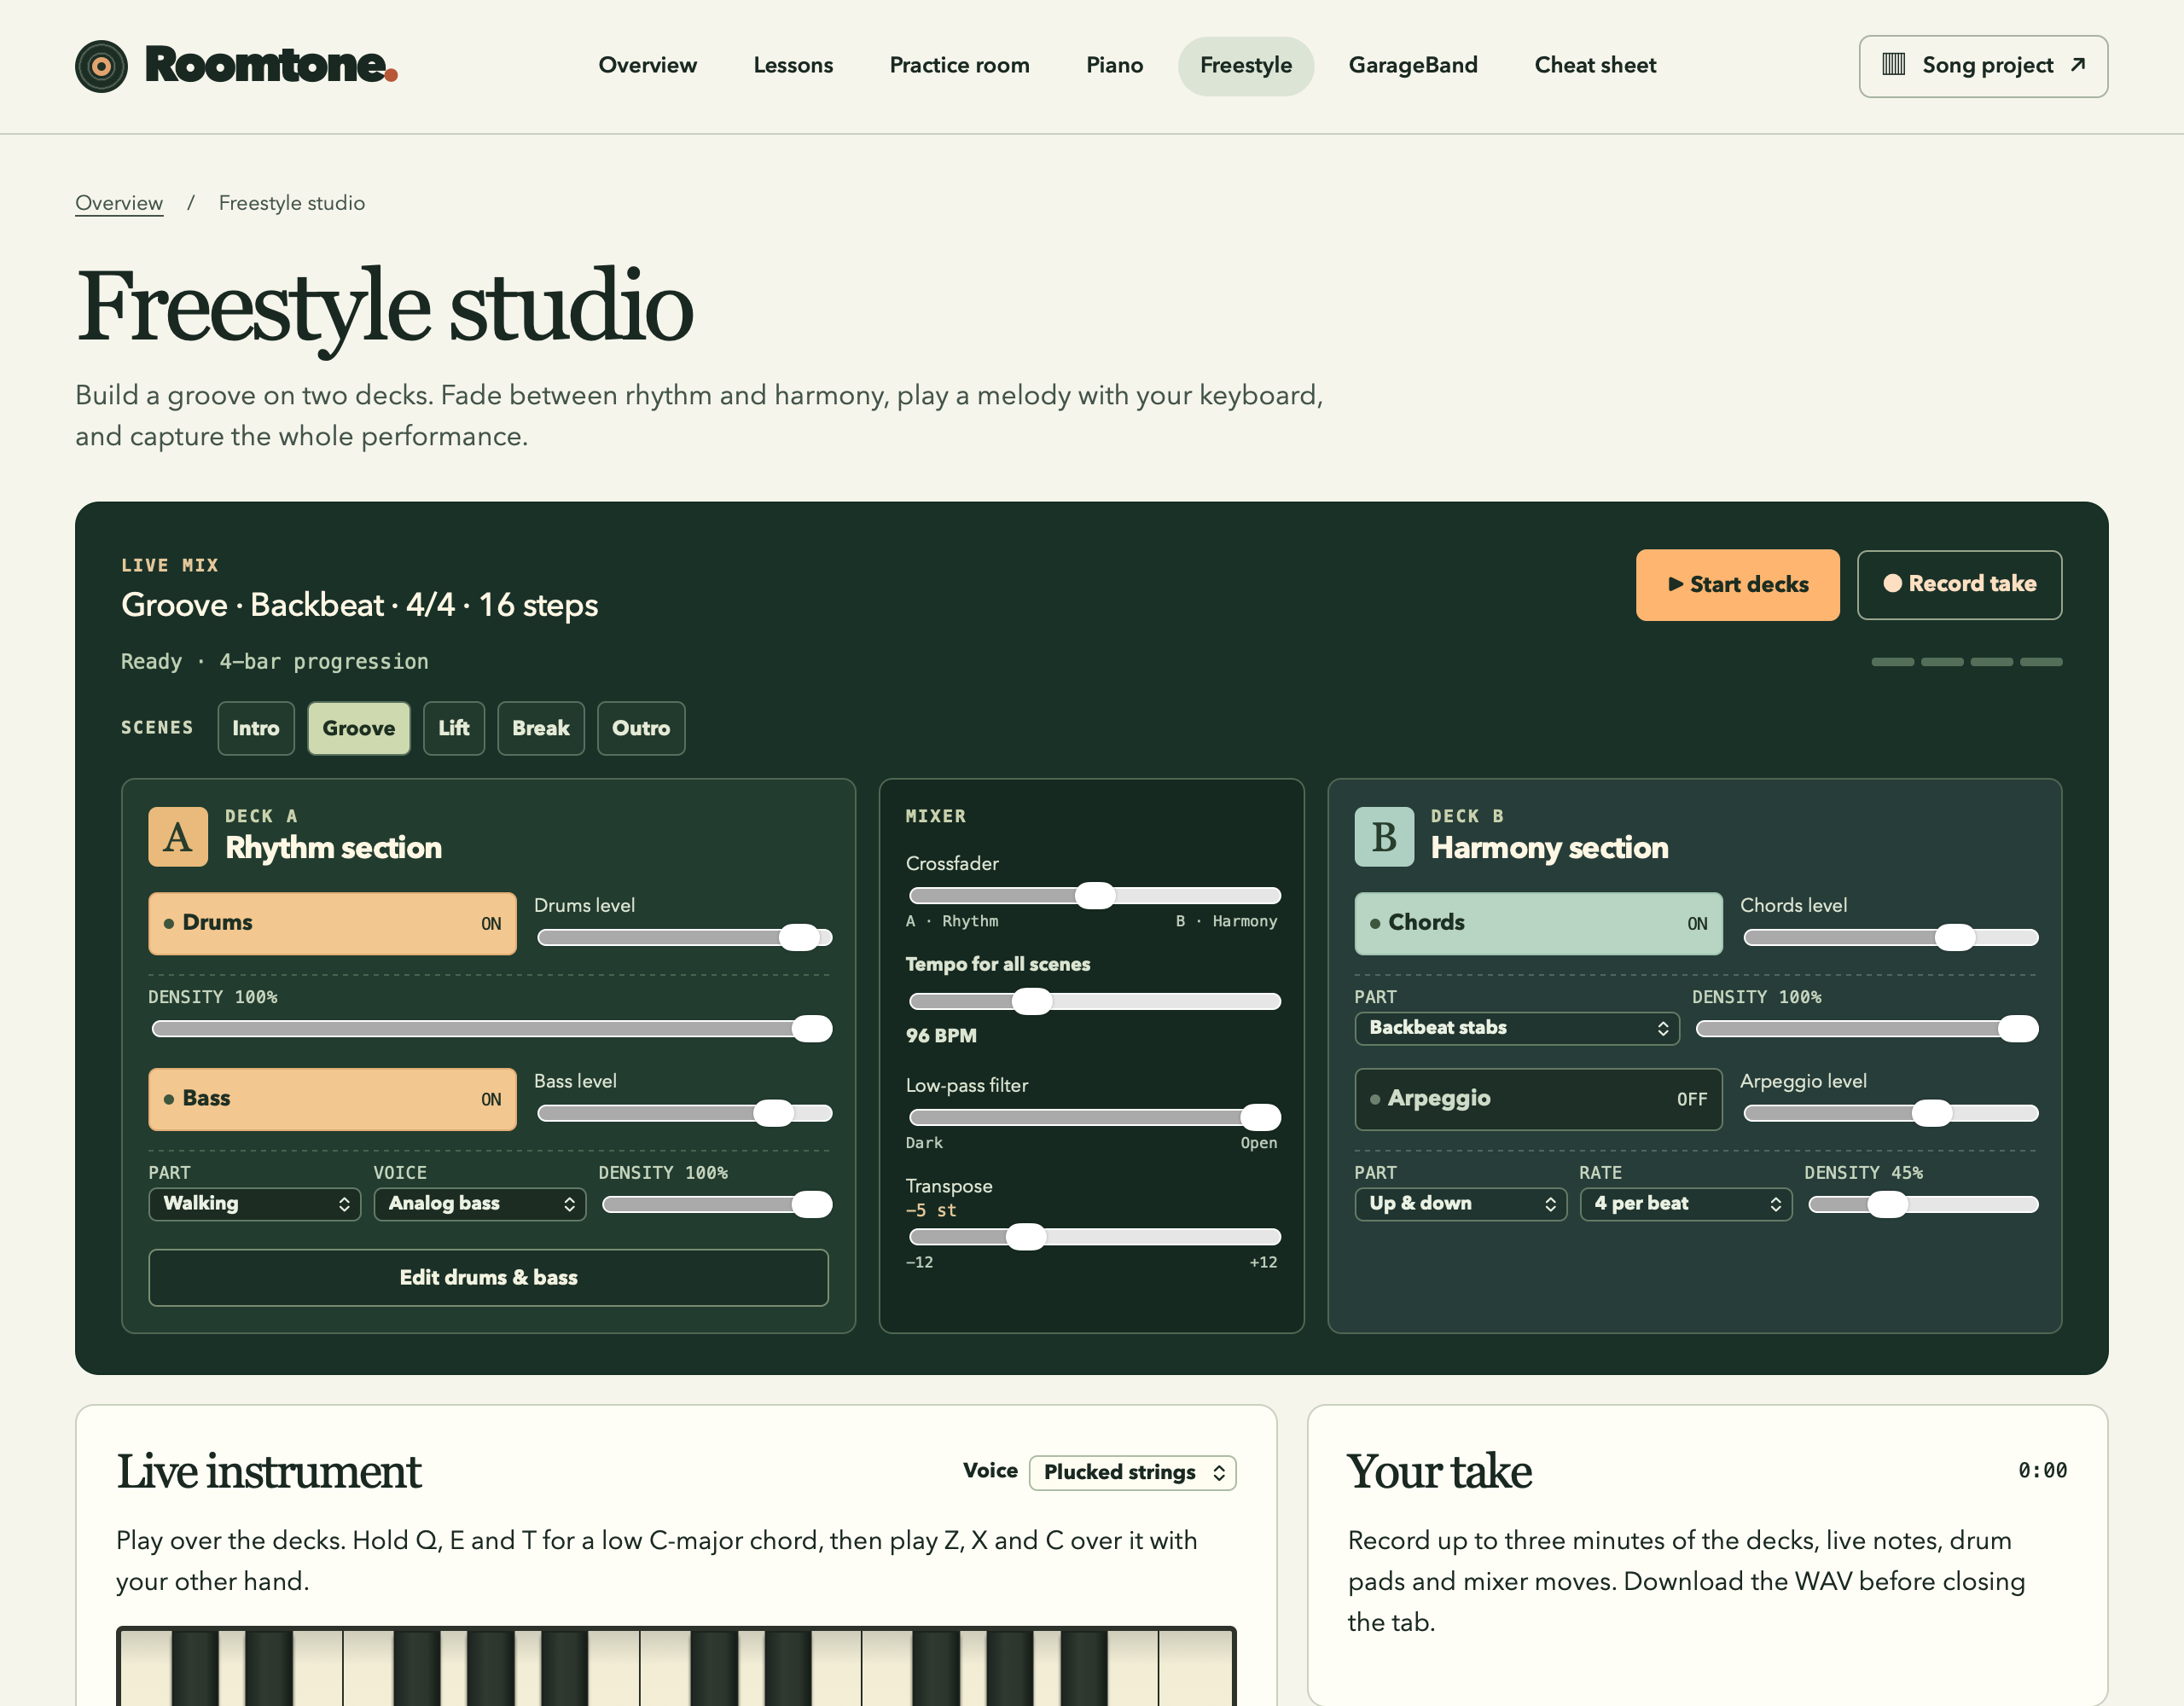 Roomtone.
Overview
Lessons
Practice room
Piano
Freestyle
GarageBand
Cheat sheet
Song project ↗
Overview / Freestyle studio
Freestyle studio
Build a groove on two decks. Fade between rhythm and harmony, play a melody with your keyboard,
and capture the whole performance.
LIVE MIX
Groove · Backbeat · 4/4 · 16 steps
Start decks
Record take
Ready · 4-bar progression
SCENES
Intro
Groove
Lift
Break
Outro
A
DECK A
Rhythm section
Drums ON
Drums level
DENSITY 100%
Bass ON
Bass level
PART
Walking
VOICE
Analog bass
DENSITY 100%
Edit drums & bass
MIXER
Crossfader
A · Rhythm
B · Harmony
Tempo for all scenes
96 BPM
Low-pass filter
Dark
Open
Transpose
−5 st
−12
+12
B
DECK B
Harmony section
Chords ON
Chords level
PART
Backbeat stabs
DENSITY 100%
Arpeggio OFF
Arpeggio level
PART
Up & down
RATE
4 per beat
DENSITY 45%
Live instrument
Voice
Plucked strings
Play over the decks. Hold Q, E and T for a low C-major chord, then play Z, X and C over it with
your other hand.
Your take
0:00
Record up to three minutes of the decks, live notes, drum
pads and mixer moves. Download the WAV before closing
the tab.